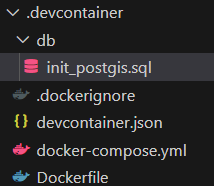 .devcontainer
db
init_postgis.sql
.dockerignore
devcontainer.json
docker-compose.yml
Dockerfile